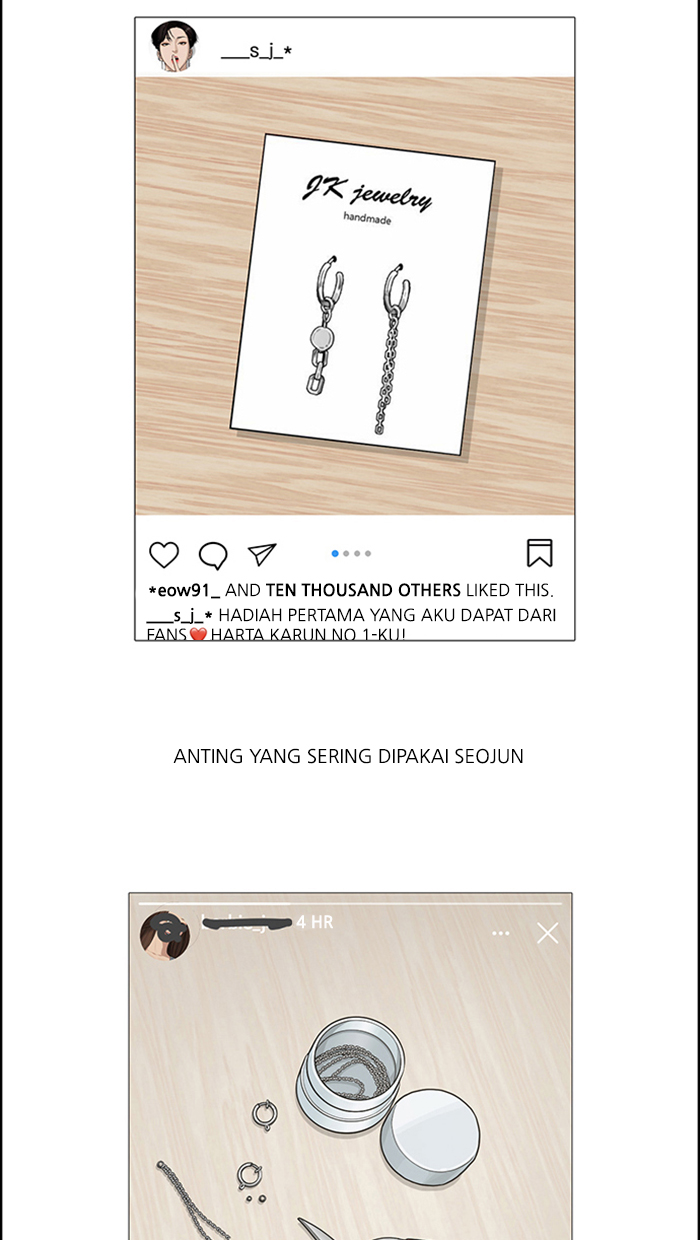 ___s_j_*
JK jewelry
handmade
*eow91_ AND TEN THOUSAND OTHERS LIKED THIS.
___s_j_* HADIAH PERTAMA YANG AKU DAPAT DARI
FANS❤️HARTA KARUN NO 1-KU!
ANTING YANG SERING DIPAKAI SEOJUN
4 HR